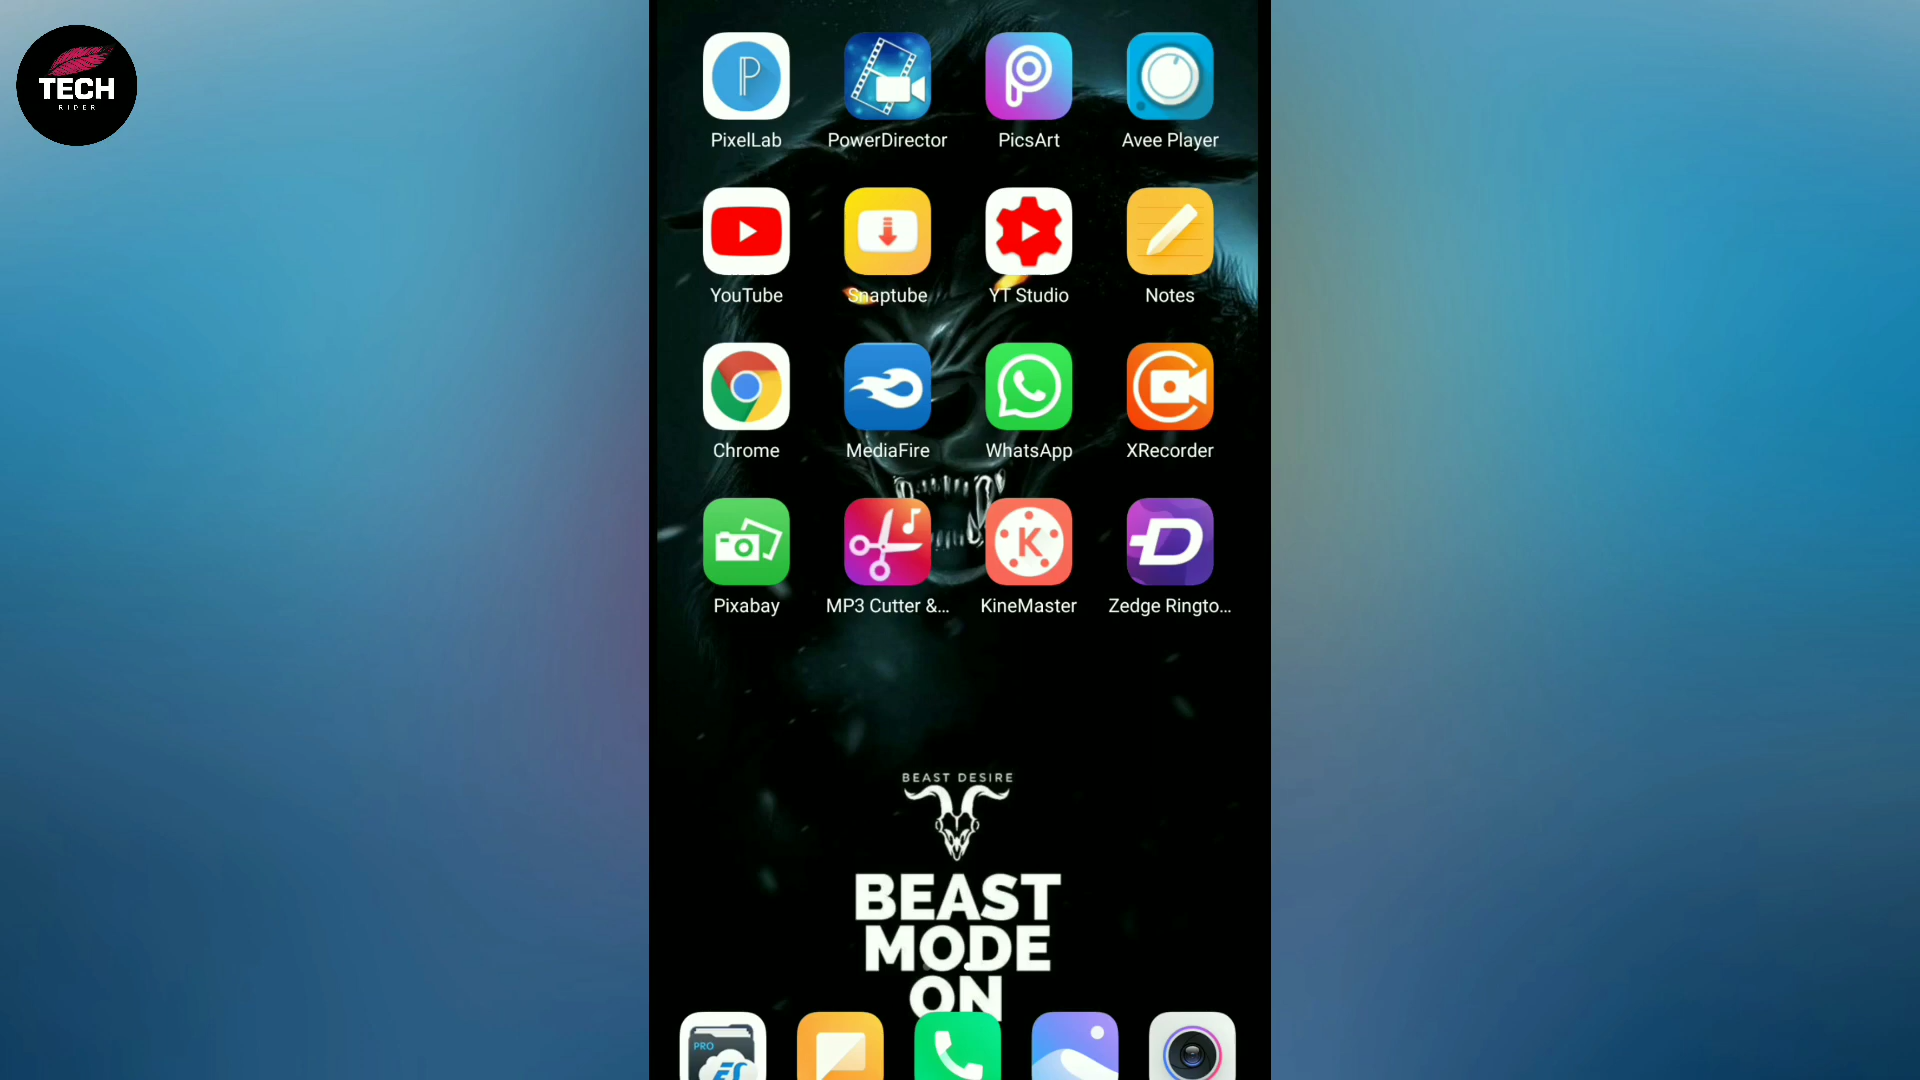 TECH
RIDER
PixelLab
PowerDirector
PicsArt
Avee Player
YouTube
Snaptube
YT Studio
Notes
Chrome
MediaFire
WhatsApp
XRecorder
Pixabay
MP3 Cutter &...
K
KineMaster
Zedge Ringto...
BEAST DESIRE
BEAST
MODE
ON
PRO
ES